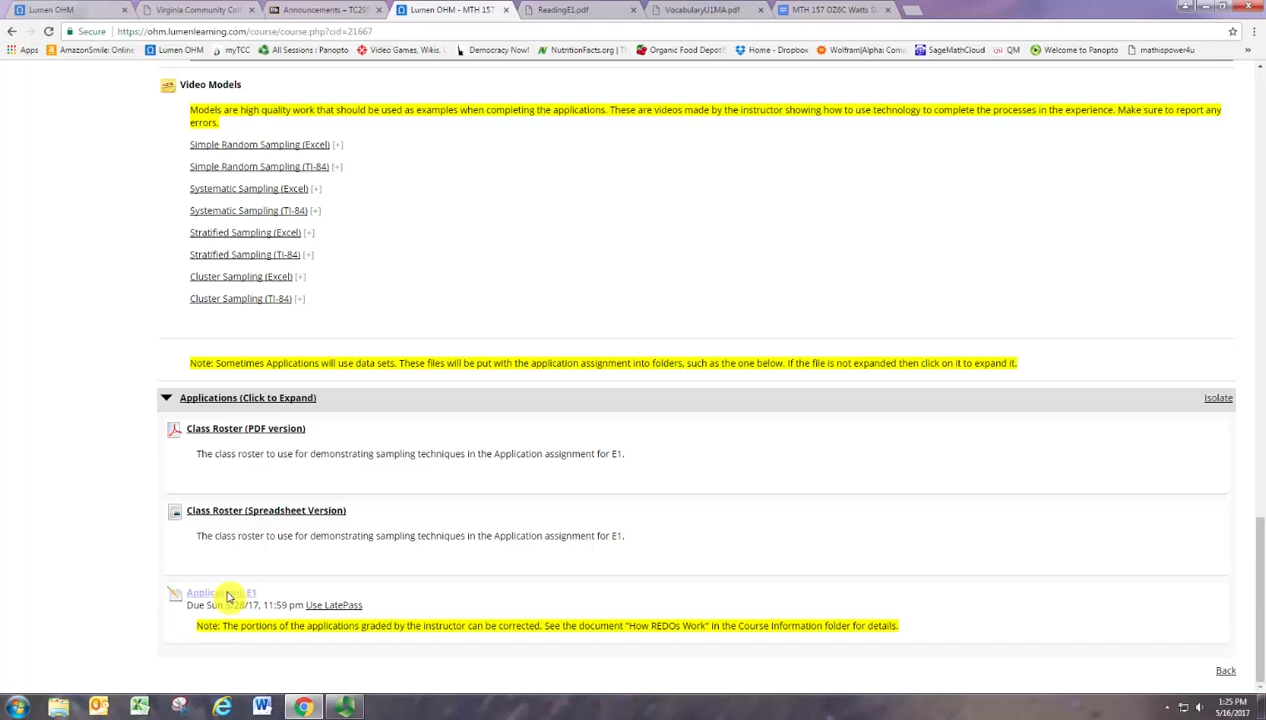 Lumen OHM
Virginia Community Coll
Announcements – TC295
Lumen OHM - MTH 157
ReadingE1.pdf
VocabularyU1MA.pdf
MTH 157 OZ6C Watts S
Secure https://ohm.lumenlearning.com/course/course.php?cid=21667
Apps AmazonSmile: Online Lumen OHM myTCC All Sessions : Panopto Video Games, Wikis, Democracy Now! NutritionFacts.org | Organic Food Depot Home - Dropbox Wolfram|Alpha: Comp SageMathCloud QM Welcome to Panopto mathispower4u
Video Models
Models are high quality work that should be used as examples when completing the applications. These are videos made by the instructor showing how to use technology to complete the processes in the experience. Make sure to report any
errors.
Simple Random Sampling (Excel) [+]
Simple Random Sampling (TI-84) [+]
Systematic Sampling (Excel) [+]
Systematic Sampling (TI-84) [+]
Stratified Sampling (Excel) [+]
Stratified Sampling (TI-84) [+]
Cluster Sampling (Excel) [+]
Cluster Sampling (TI-84) [+]
Note: Sometimes Applications will use data sets. These files will be put with the application assignment into folders, such as the one below. If the file is not expanded then click on it to expand it.
Applications (Click to Expand) Isolate
Class Roster (PDF version)
The class roster to use for demonstrating sampling techniques in the Application assignment for E1.
Class Roster (Spreadsheet Version)
The class roster to use for demonstrating sampling techniques in the Application assignment for E1.
E1
Due Sun 5/28/17, 11:59 pm Use LatePass
Note: The portions of the applications graded by the instructor can be corrected. See the document "How REDOs Work" in the Course Information folder for details.
Back
1:25 PM
5/16/2017